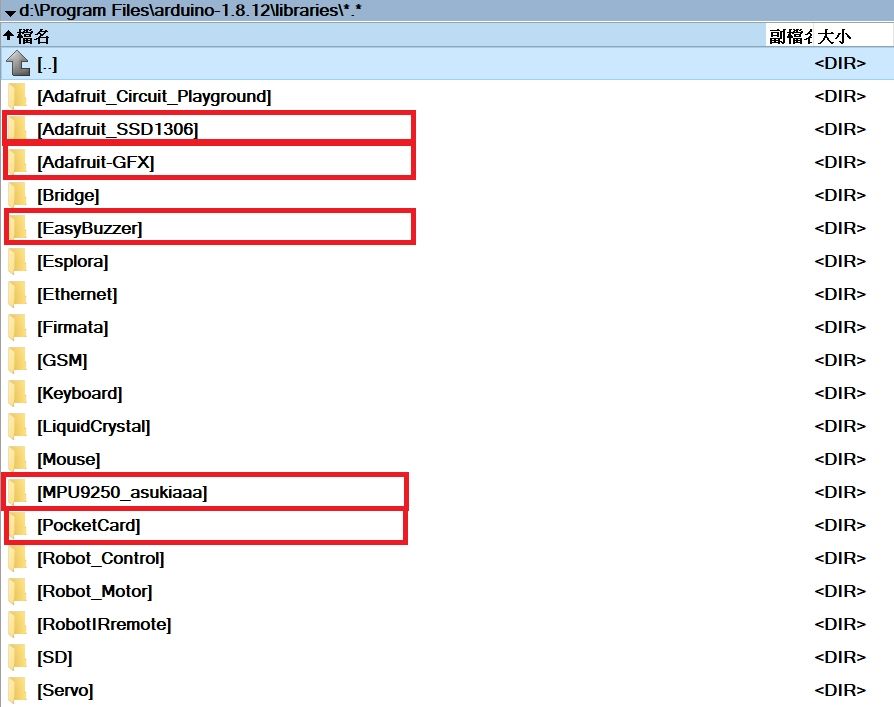 d:\Program Files\arduino-1.8.12\libraries\*.*
檔名 副檔名 大小
[..] <DIR>
[Adafruit_Circuit_Playground] <DIR>
[Adafruit_SSD1306] <DIR>
[Adafruit-GFX] <DIR>
[Bridge] <DIR>
[EasyBuzzer] <DIR>
[Esplora] <DIR>
[Ethernet] <DIR>
[Firmata] <DIR>
[GSM] <DIR>
[Keyboard] <DIR>
[LiquidCrystal] <DIR>
[Mouse] <DIR>
[MPU9250_asukiaaa] <DIR>
[PocketCard] <DIR>
[Robot_Control] <DIR>
[Robot_Motor] <DIR>
[RobotIRremote] <DIR>
[SD] <DIR>
[Servo] <DIR>